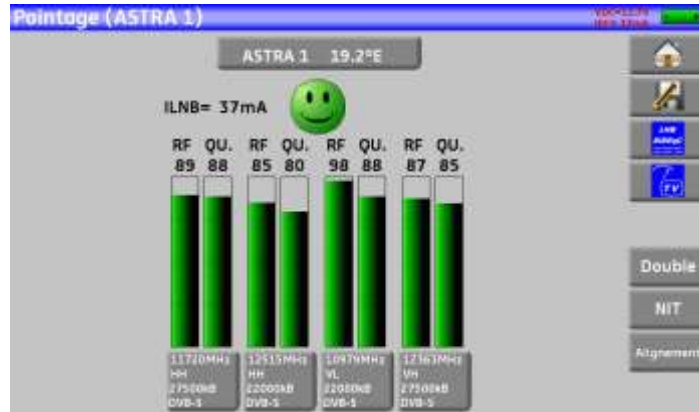 Pointage (ASTRA 1)
ASTRA 1 19.2°E
ILNB= 37mA
RF QU. RF QU. RF QU. RF QU.
89 88 85 80 98 88 87 85
TV
Double
NIT
Alignement
11720MHz 12515MHz 10979MHz 12363MHz
HH HH VL VH
27500kB 22000kB 22000kB 27500kB
DVB-S DVB-S DVB-S DVB-S